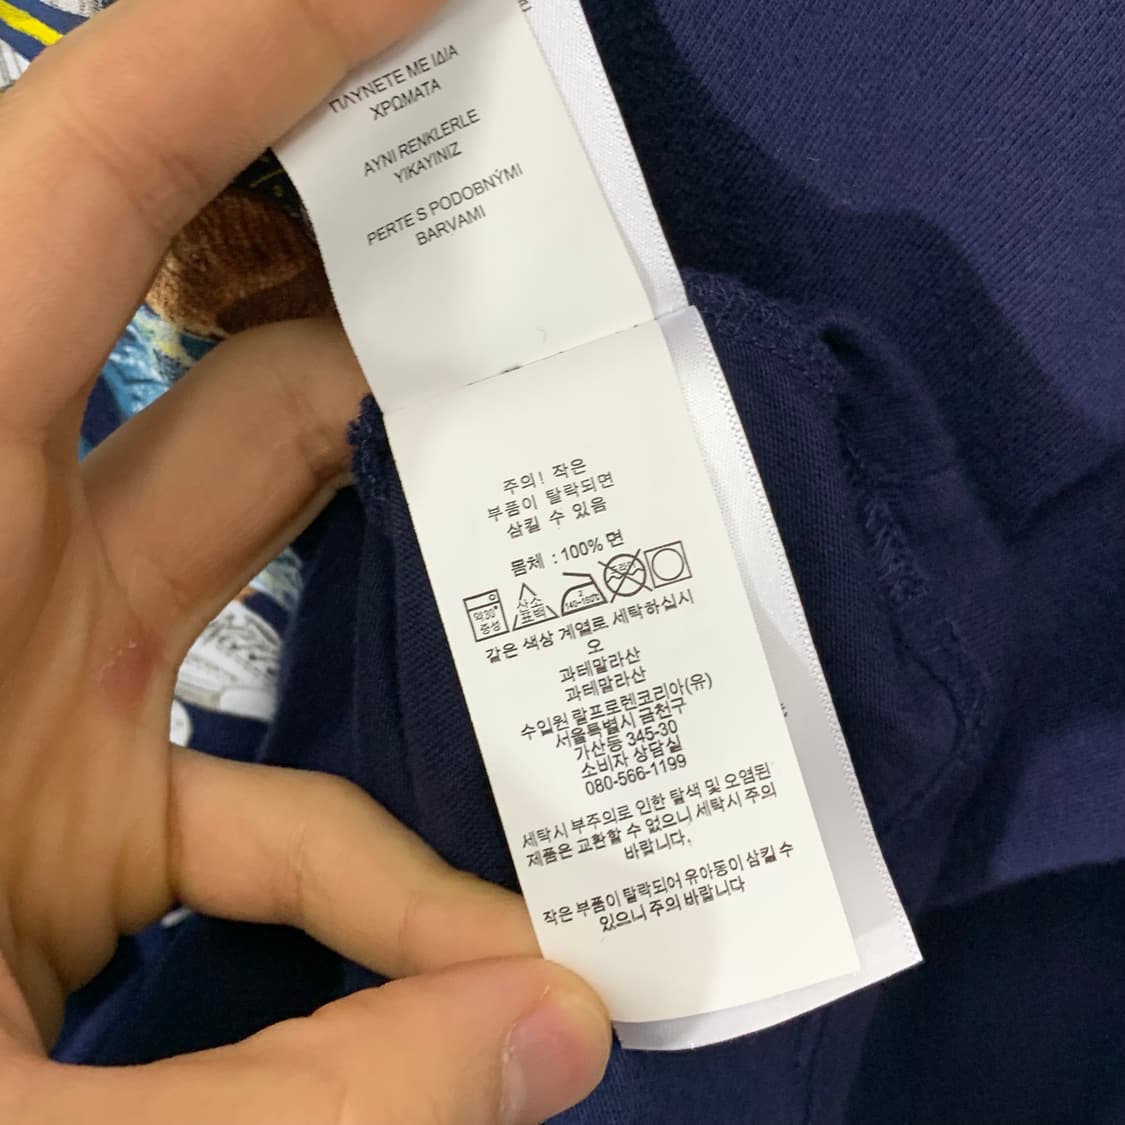 ΠΛΥΝΕΤΕ ΜΕ ΙΔΙΑ
ΧΡΩΜΑΤΑ
AYNI RENKLERLE
YIKAYINIZ
PERTE S PODOBNÝMI
BARVAMI
주의! 작은
부품이 탈락되면
삼킬 수 있음
몸체 : 100% 면
약30°
중성
산소
표백
2
140~160℃
드라이
같은 색상 계열로 세탁하십시
오
과테말라산
과테말라산
수입원 랄프로렌코리아(유)
서울특별시 금천구
가산동 345-30
소비자 상담실
080-566-1199
세탁시 부주의로 인한 탈색 및 오염된
제품은 교환할 수 없으니 세탁시 주의
바랍니다.
작은 부품이 탈락되어 유아동이 삼킬 수
있으니 주의 바랍니다